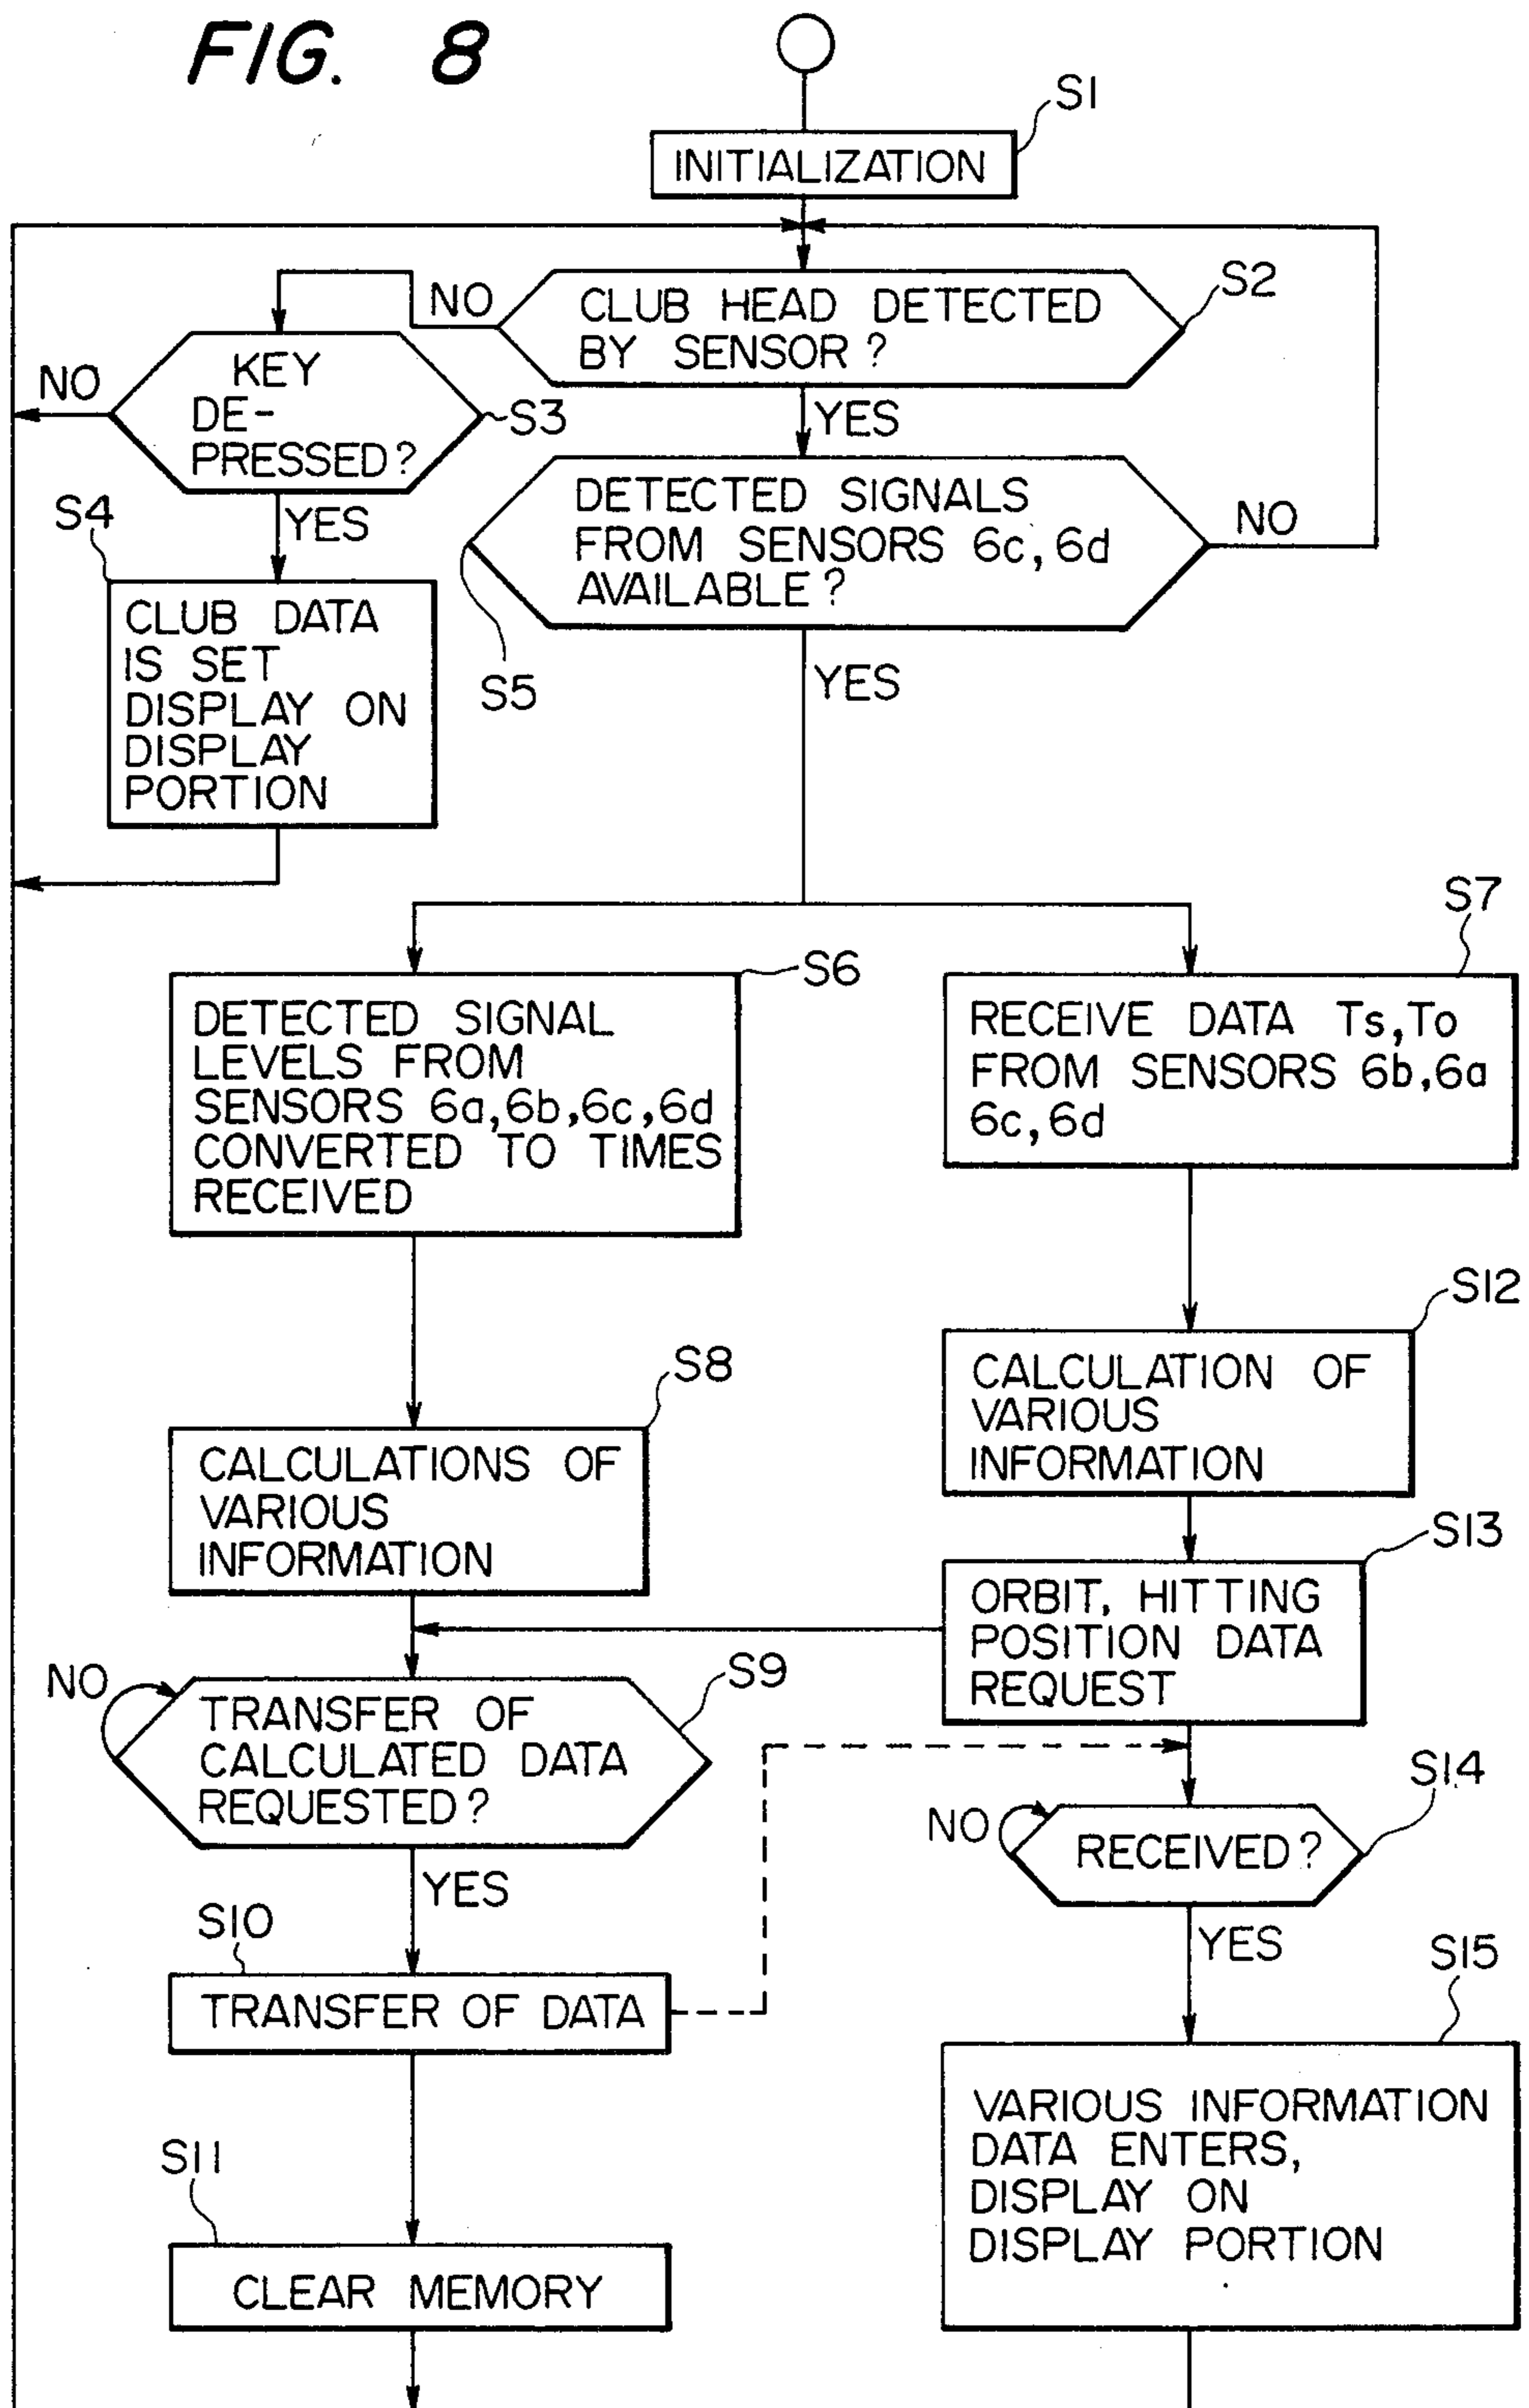 FIG. 8
S1
INITIALIZATION
S2
NO
CLUB HEAD DETECTED
BY SENSOR?
NO
KEY
DE-
PRESSED?
S3
YES
DETECTED SIGNALS
FROM SENSORS 6c, 6d
AVAILABLE?
NO
S4
YES
CLUB DATA
IS SET
DISPLAY ON
DISPLAY
PORTION
S5
YES
S6
S7
DETECTED SIGNAL
LEVELS FROM
SENSORS 6a,6b,6c,6d
CONVERTED TO TIMES
RECEIVED
RECEIVE DATA Ts,To
FROM SENSORS 6b,6a
6c,6d
S12
S8
CALCULATION OF
VARIOUS
INFORMATION
CALCULATIONS OF
VARIOUS
INFORMATION
S13
ORBIT, HITTING
POSITION DATA
REQUEST
NO
S9
TRANSFER OF
CALCULATED DATA
REQUESTED?
S14
NO
RECEIVED?
YES
S10
YES
S15
TRANSFER OF DATA
VARIOUS INFORMATION
DATA ENTERS,
DISPLAY ON
DISPLAY PORTION
S11
CLEAR MEMORY